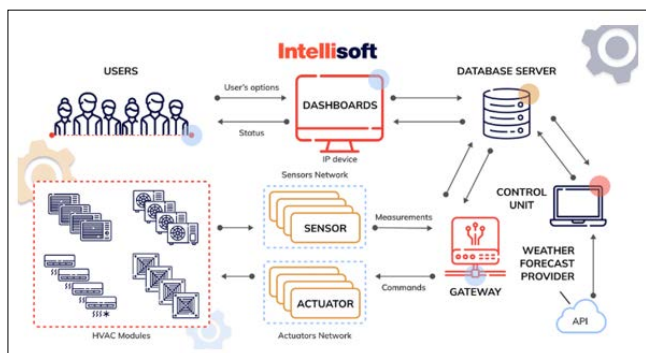 Intellisoft
USERS
DATABASE SERVER
User's options
DASHBOARDS
Status
IP device
Sensors Network
SENSOR
Measurements
CONTROL
UNIT
WEATHER
FORECAST
PROVIDER
ACTUATOR
Commands
GATEWAY
API
HVAC Modules
Actuators Network